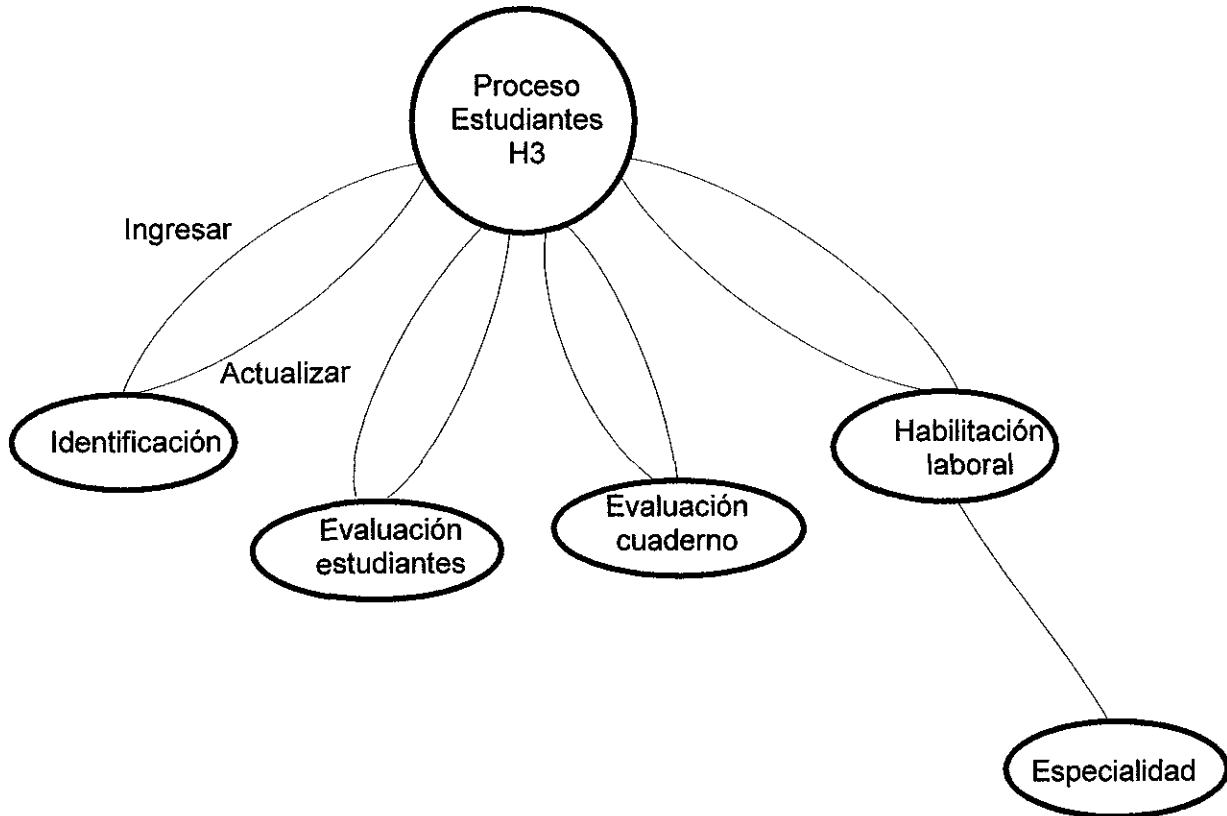 Proceso
Estudiantes
H3
Ingresar
Actualizar
Identificación
Habilitación
laboral
Evaluación
estudiantes
Evaluación
cuaderno
Especialidad